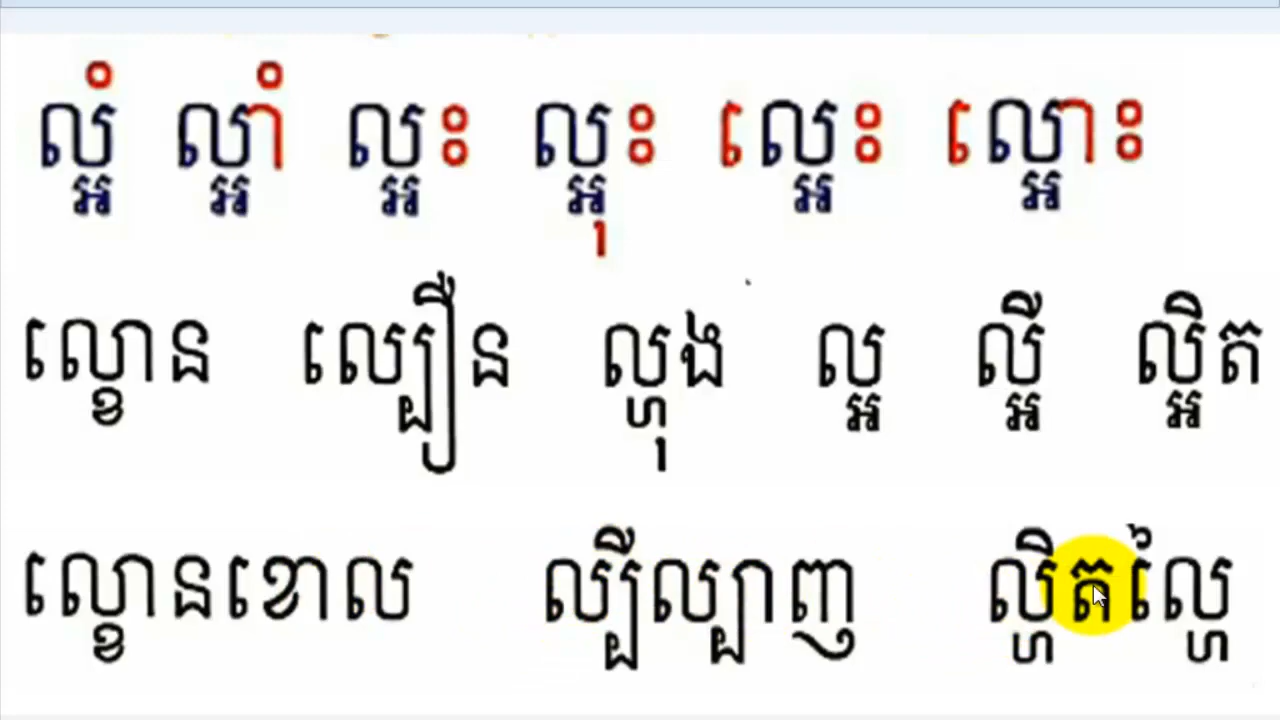 ល្អំ ល្អាំ ល្អះ ល្អុះ ល្អេះ ល្អោះ
ល្ខោន ល្បឿន ល្ហុង ល្អ ល្អី ល្អិត
ល្ខោនខោល ល្បីល្បាញ ល្ហិតល្ហៃ